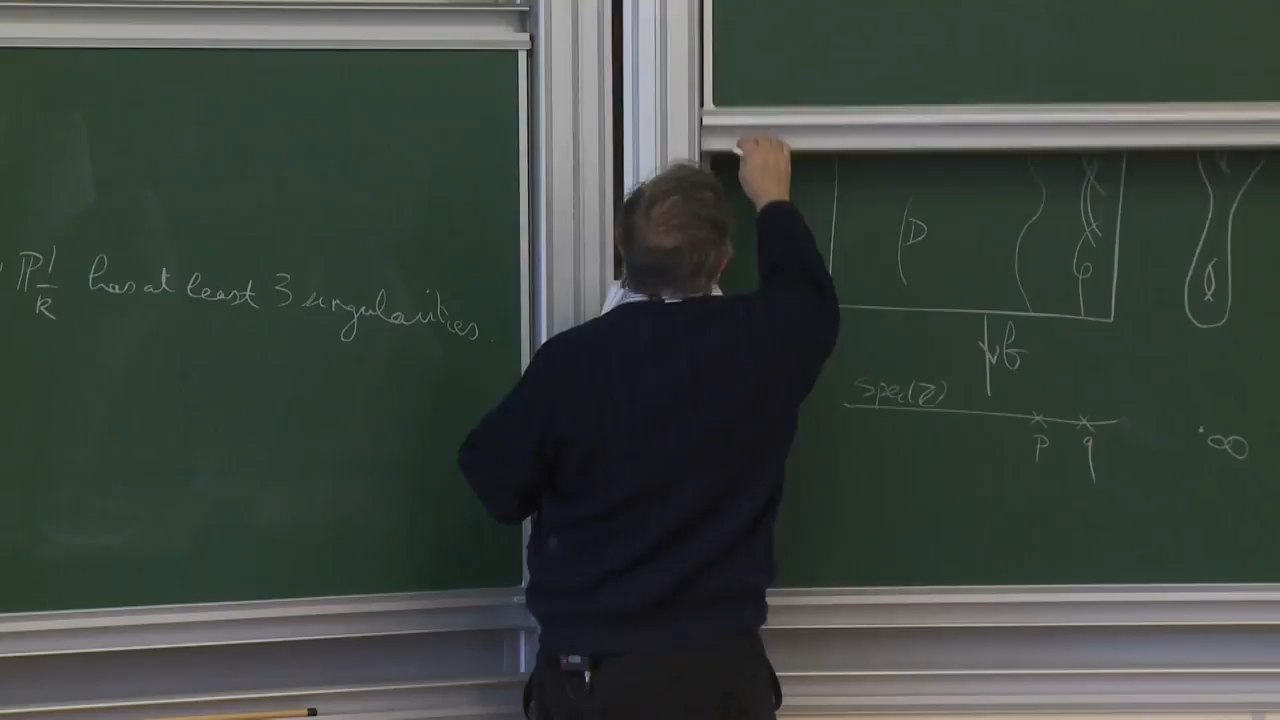 ℙ¹
k
has at least 3 singularities.
D
f
Spec(ℤ)
p q
∞